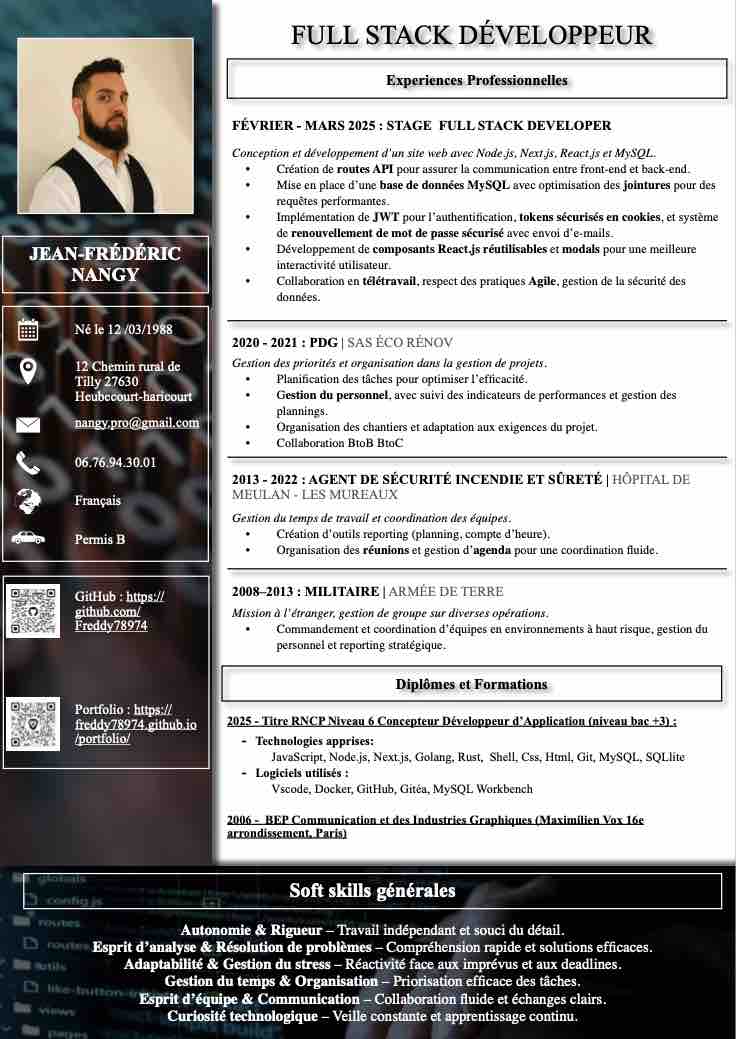 FULL STACK DÉVELOPPEUR
Experiences Professionnelles
FÉVRIER - MARS 2025 : STAGE FULL STACK DEVELOPER
Conception et développement d'un site web avec Node.js, Next.js, React.js et MySQL.
• Création de routes API pour assurer la communication entre front-end et back-end.
• Mise en place d'une base de données MySQL avec optimisation des jointures pour des
requêtes performantes.
• Implémentation de JWT pour l'authentification, tokens sécurisés en cookies, et système
de renouvellement de mot de passe sécurisé avec envoi d'e-mails.
• Développement de composants React.js réutilisables et modals pour une meilleure
interactivité utilisateur.
• Collaboration en télétravail, respect des pratiques Agile, gestion de la sécurité des
données.
2020 - 2021 : PDG | SAS ÉCO RÉNOV
Gestion des priorités et organisation dans la gestion de projets.
• Planification des tâches pour optimiser l'efficacité.
• Gestion du personnel, avec suivi des indicateurs de performances et gestion des
plannings.
• Organisation des chantiers et adaptation aux exigences du projet.
• Collaboration BtoB BtoC
2013 - 2022 : AGENT DE SÉCURITÉ INCENDIE ET SÛRETÉ | HÔPITAL DE
MEULAN - LES MUREAUX
Gestion du temps de travail et coordination des équipes.
• Création d'outils reporting (planning, compte d'heure).
• Organisation des réunions et gestion d'agenda pour une coordination fluide.
2008–2013 : MILITAIRE | ARMÉE DE TERRE
Mission à l'étranger, gestion de groupe sur diverses opérations.
• Commandement et coordination d'équipes en environnements à haut risque, gestion du
personnel et reporting stratégique.
Diplômes et Formations
2025 - Titre RNCP Niveau 6 Concepteur Développeur d'Application (niveau bac +3) :
- Technologies apprises:
JavaScript, Node.js, Next.js, Golang, Rust, Shell, Css, Html, Git, MySQL, SQLlite
- Logiciels utilisés :
Vscode, Docker, GitHub, Gitéa, MySQL Workbench
2006 - BEP Communication et des Industries Graphiques (Maximilien Vox 16e
arrondissement, Paris)
JEAN-FRÉDÉRIC
NANGY
Né le 12 /03/1988
12 Chemin rural de
Tilly 27630
Heubecourt-haricourt
nangy.pro@gmail.com
06.76.94.30.01
Français
Permis B
GitHub : https://
github.com/
Freddy78974
Portfolio : https://
freddy78974.github.io
/portfolio/
Soft skills générales
Autonomie & Rigueur – Travail indépendant et souci du détail.
Esprit d'analyse & Résolution de problèmes – Compréhension rapide et solutions efficaces.
Adaptabilité & Gestion du stress – Réactivité face aux imprévus et aux deadlines.
Gestion du temps & Organisation – Priorisation efficace des tâches.
Esprit d'équipe & Communication – Collaboration fluide et échanges clairs.
Curiosité technologique – Veille constante et apprentissage continu.
globals
config.js
routes
routes
utils
like-button
views
pages